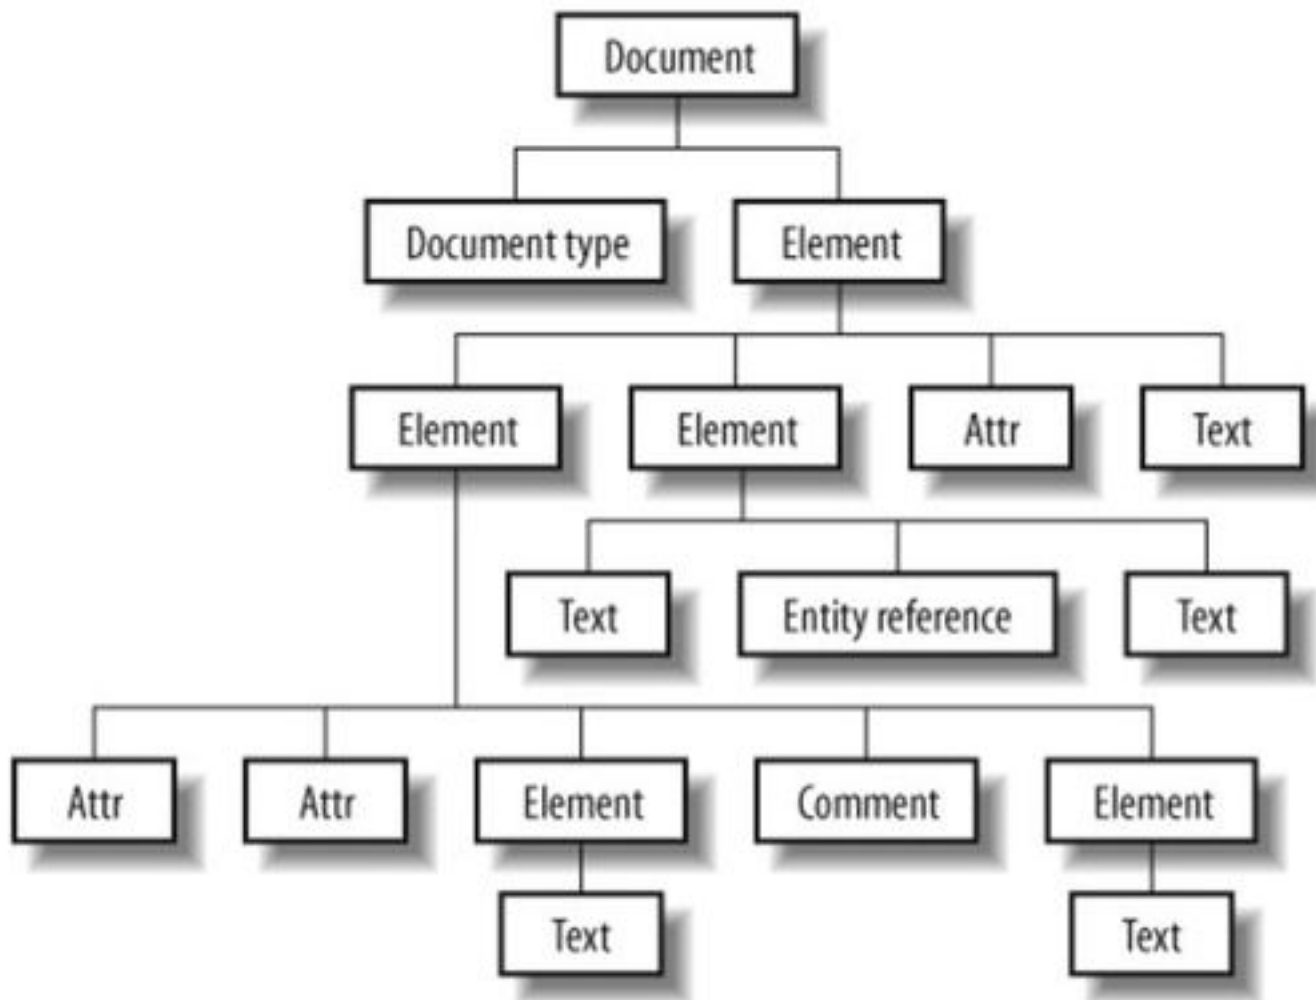 Document
Document type
Element
Element
Element
Attr
Text
Text
Entity reference
Text
Attr
Attr
Element
Comment
Element
Text
Text